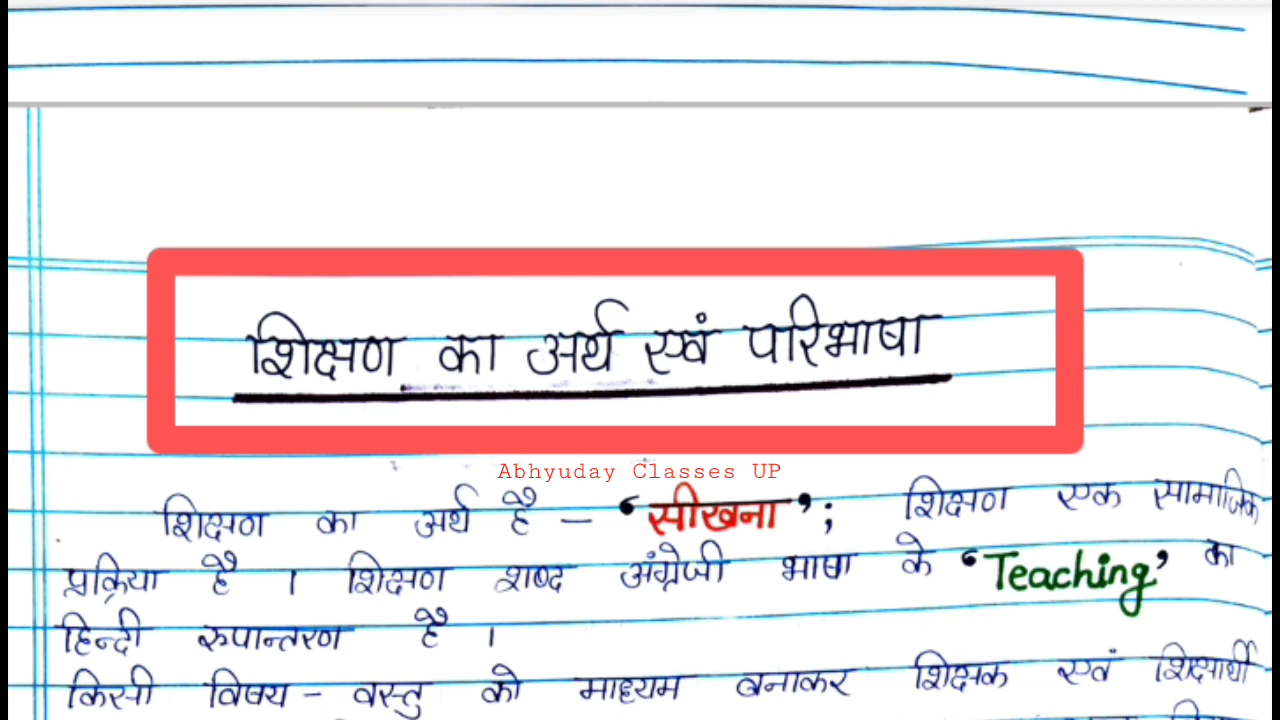 शिक्षण का अर्थ एवं परिभाषा
Abhyuday Classes UP
शिक्षण का अर्थ है – ‘सीखना’; शिक्षण एक सामाजिक
प्रक्रिया है । शिक्षण शब्द अंग्रेजी भाषा के ‘Teaching’ का
हिन्दी रुपान्तरण है ।
किसी विषय – वस्तु को माध्यम बनाकर शिक्षक एवं शिक्षार्थी